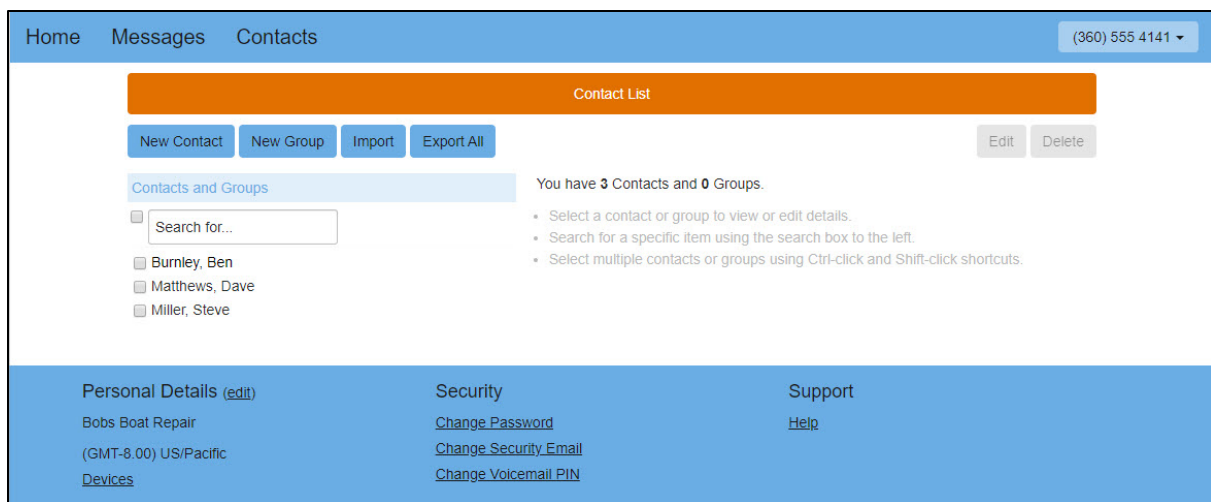 Home Messages Contacts (360) 555 4141
Contact List
New Contact New Group Import Export All Edit Delete
Contacts and Groups
Search for...
Burnley, Ben
Matthews, Dave
Miller, Steve
You have 3 Contacts and 0 Groups.
Select a contact or group to view or edit details.
Search for a specific item using the search box to the left.
Select multiple contacts or groups using Ctrl-click and Shift-click shortcuts.
Personal Details (edit)
Bobs Boat Repair
(GMT-8.00) US/Pacific
Devices
Security
Change Password
Change Security Email
Change Voicemail PIN
Support
Help